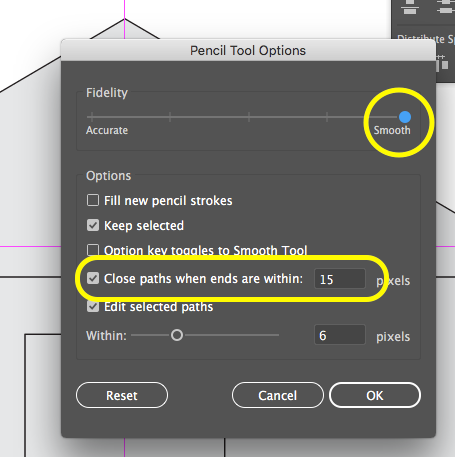 Distribute Sp
Pencil Tool Options
Fidelity
Accurate
Smooth
Options
Fill new pencil strokes
Keep selected
Option key toggles to Smooth Tool
Close paths when ends are within: 15 pixels
Edit selected paths
Within: 6 pixels
Reset Cancel OK